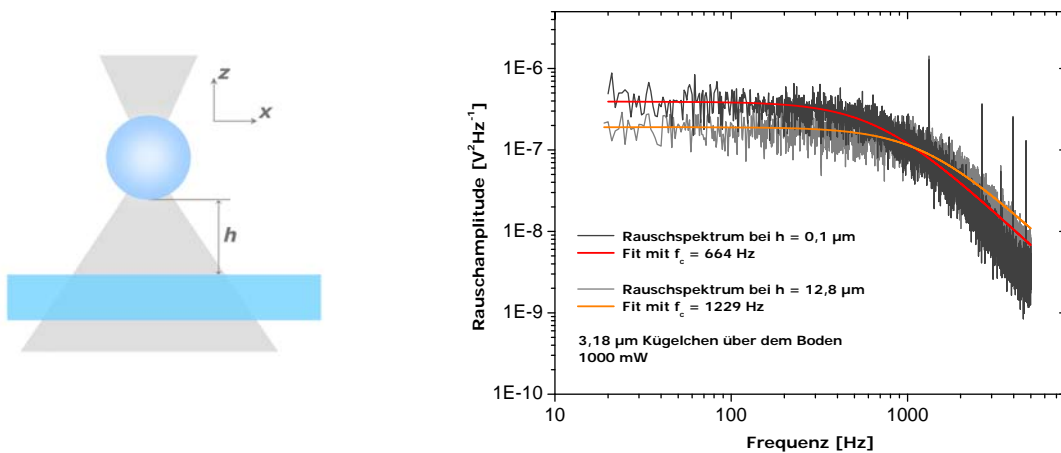 z
x
h
Rauschamplitude [V²Hz⁻¹]
1E-6
1E-7
1E-8
1E-9
1E-10
Rauschspektrum bei h = 0,1 µm
Fit mit f_c = 664 Hz
Rauschspektrum bei h = 12,8 µm
Fit mit f_c = 1229 Hz
3,18 µm Kügelchen über dem Boden
1000 mW
10 100 1000
Frequenz [Hz]